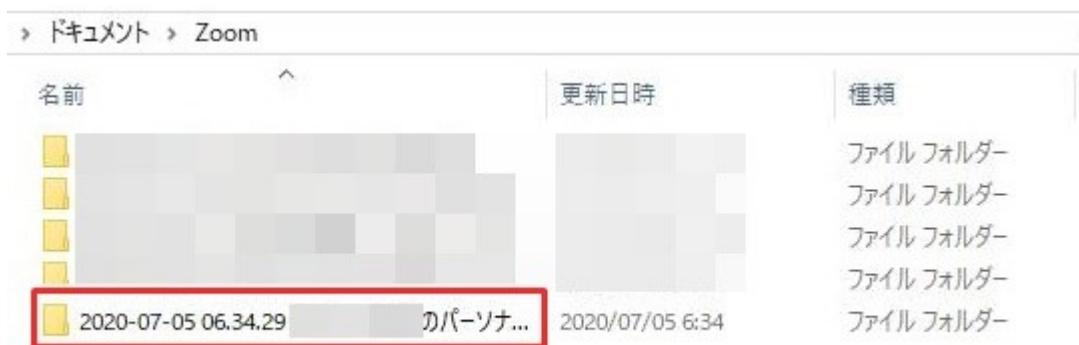 › ドキュメント › Zoom
名前 更新日時 種類
ファイル フォルダー
ファイル フォルダー
ファイル フォルダー
ファイル フォルダー
2020-07-05 06.34.29 のパーソナ... 2020/07/05 6:34 ファイル フォルダー